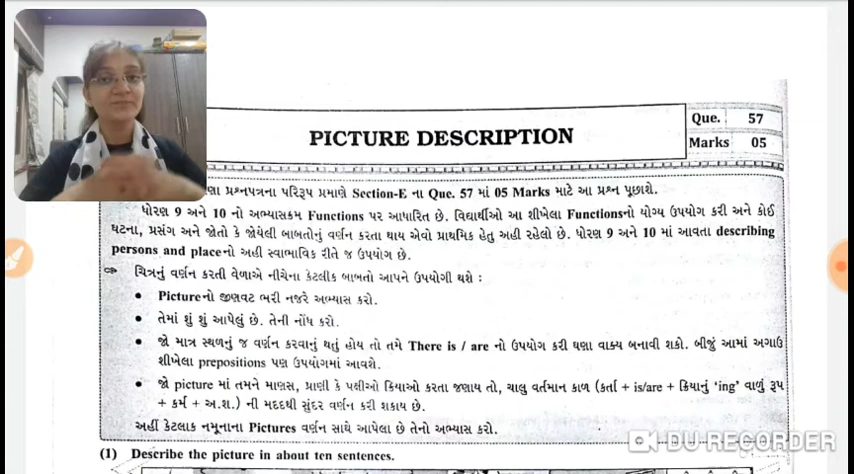 PICTURE DESCRIPTION
Que. 57
Marks 05
પ્રશ્નપત્રના પરિરૂપ પ્રમાણે Section-E ના Que. 57 માં 05 Marks માટે આ પ્રશ્ન પૂછાશે.
ધોરણ 9 અને 10 નો અભ્યાસક્રમ Functions પર આધારિત છે. વિદ્યાર્થીઓ આ શીખેલા Functionsનો યોગ્ય ઉપયોગ કરી અને કોઈ
ઘટના, પ્રસંગ અને જોતો કે જોયેલી બાબતોનું વર્ણન કરતા થાય એવો પ્રાથમિક હેતુ અહી રહેલો છે. ધોરણ 9 અને 10 માં આવતા describing
persons and placeનો અહી સ્વાભાવિક રીતે જ ઉપયોગ છે.
ચિત્રનું વર્ણન કરતી વેળાએ નીચેના કેટલીક બાબતો આપને ઉપયોગી થશે :
• Pictureનો ઝીણવટ ભરી નજરે અભ્યાસ કરો.
• તેમાં શું શું આપેલું છે. તેની નોંધ કરો.
• જો માત્ર સ્થળનું જ વર્ણન કરવાનું થતું હોય તો તમે There is / are નો ઉપયોગ કરી ઘણા વાક્ય બનાવી શકો. બીજું આમાં અગાઉ
શીખેલા prepositions પણ ઉપયોગમાં આવશે.
• જો picture માં તમને માણસ, પ્રાણી કે પક્ષીઓ ક્રિયાઓ કરતા જણાય તો, ચાલુ વર્તમાન કાળ (કર્તા + is/are + ક્રિયાનું 'ing' વાળું રૂપ
+ કર્મ + અ.શ.) ની મદદથી સુંદર વર્ણન કરી શકાય છે.
અહીં કેટલાક નમૂનાના Pictures વર્ણન સાથે આપેલા છે તેનો અભ્યાસ કરો.
(1) Describe the picture in about ten sentences.
DU RECORDER